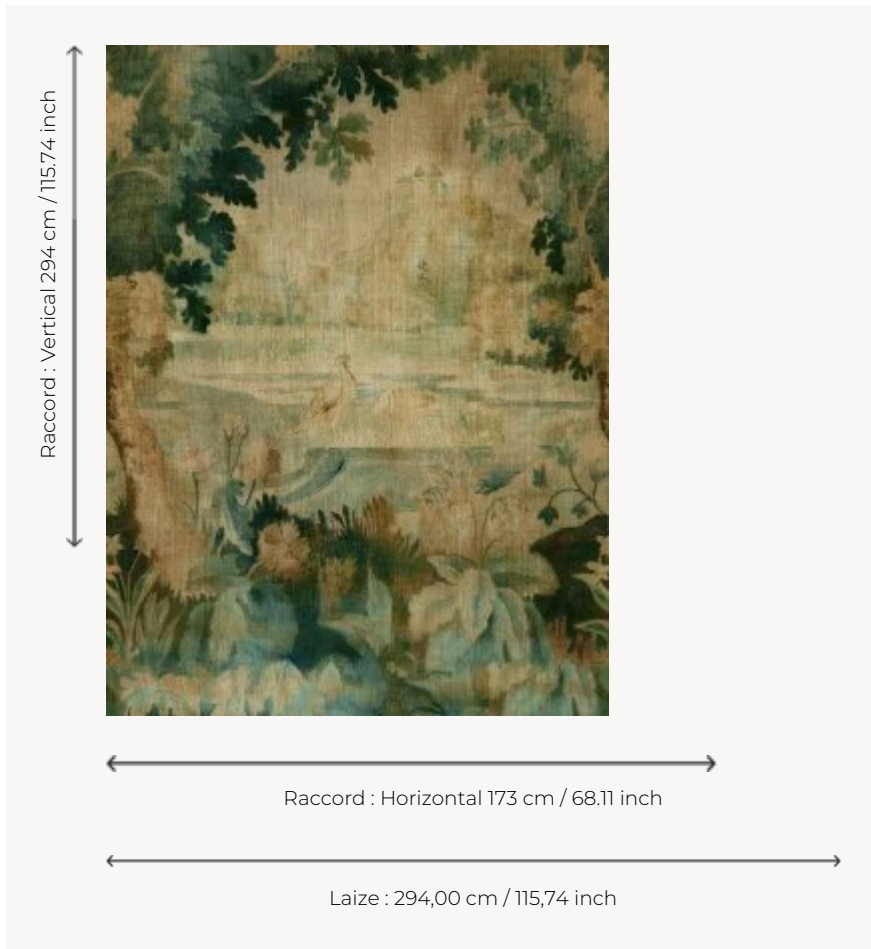 Raccord : Vertical 294 cm / 115.74 inch
Raccord : Horizontal 173 cm / 68.11 inch
Laize : 294,00 cm / 115,74 inch